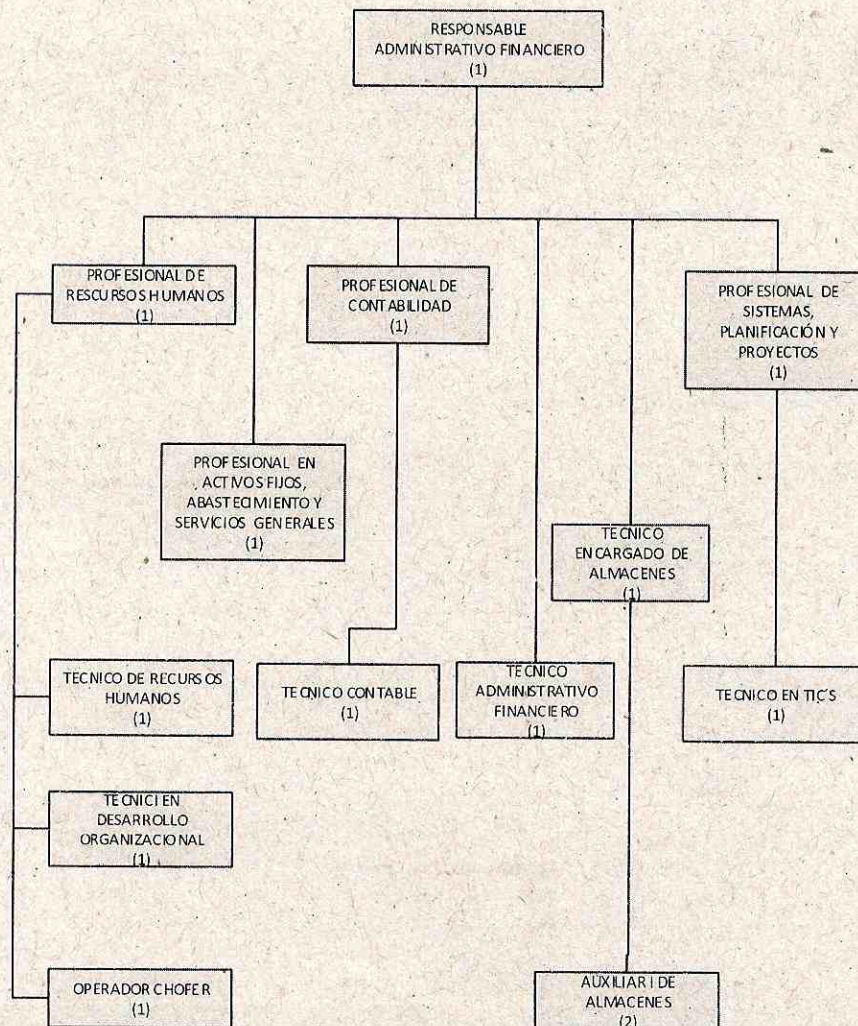 RESPONSABLE
ADMINISTRATIVO FINANCIERO
(1)
PROFESIONAL DE
RESCURSOS HUMANOS
(1)
PROFESIONAL DE
CONTABILIDAD
(1)
PROFESIONAL DE
SISTEMAS,
PLANIFICACIÓN Y
PROYECTOS
(1)
PROFESIONAL EN
ACTIVOS FIJOS,
ABASTECIMIENTO Y
SERVICIOS GENERALES
(1)
TECNICO
ENCARGADO DE
ALMACENES
(1)
TECNICO DE RECURSOS
HUMANOS
(1)
TECNICO CONTABLE
(1)
TECNICO
ADMINISTRATIVO
FINANCIERO
(1)
TECNICO EN TIC´S
(1)
TECNICI EN
DESARROLLO
ORGANIZACIONAL
(1)
OPERADOR CHOFER
(1)
AUXILIAR I DE
ALMACENES
(2)